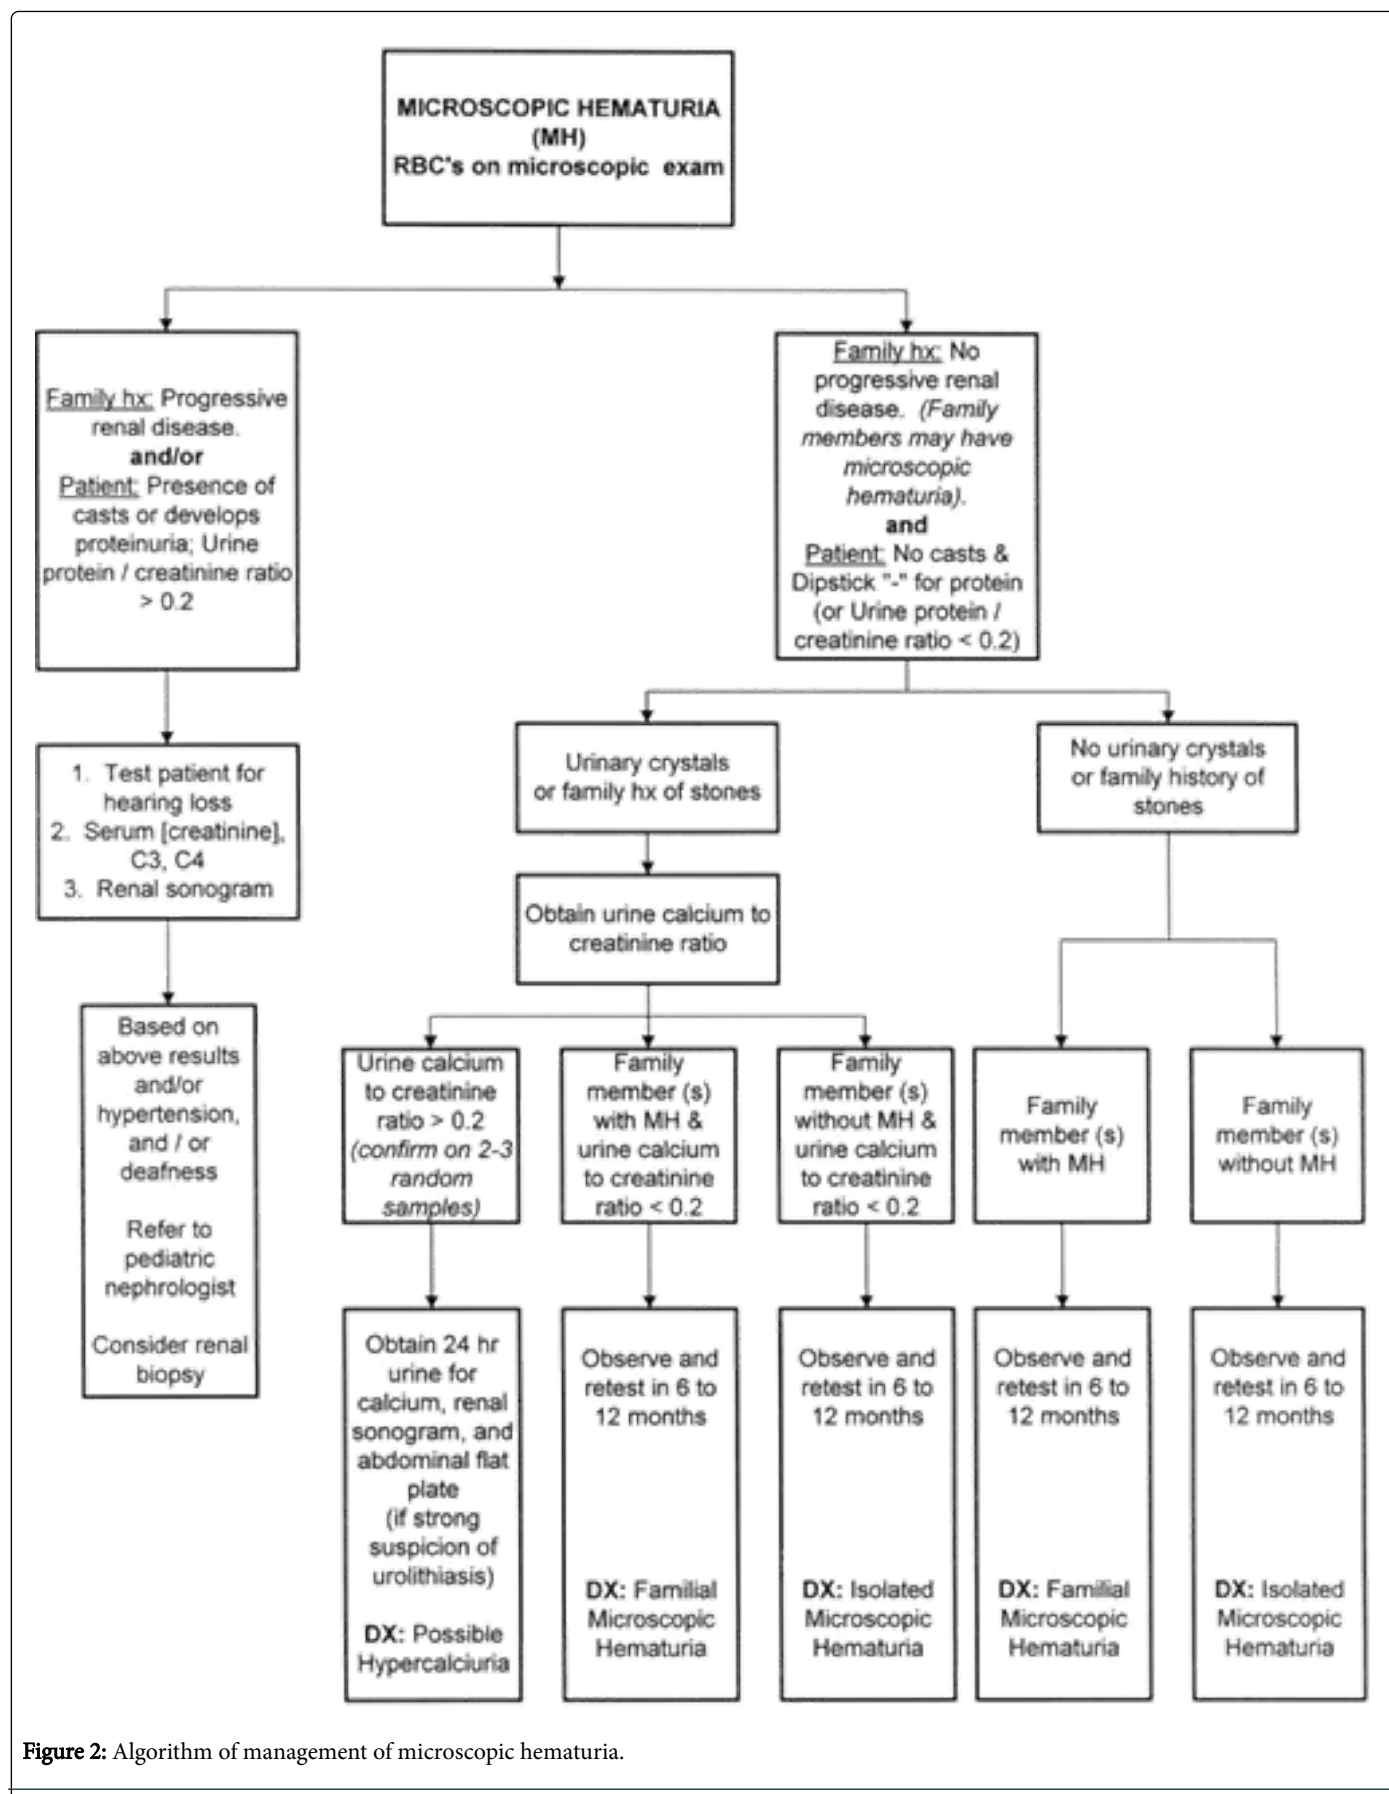 MICROSCOPIC HEMATURIA
(MH)
RBC's on microscopic exam
Family hx: Progressive
renal disease.
and/or
Patient: Presence of
casts or develops
proteinuria; Urine
protein / creatinine ratio
> 0.2
Family hx: No
progressive renal
disease. (Family
members may have
microscopic
hematuria).
and
Patient: No casts &
Dipstick "-" for protein
(or Urine protein /
creatinine ratio < 0.2)
1. Test patient for
hearing loss
2. Serum [creatinine],
C3, C4
3. Renal sonogram
Urinary crystals
or family hx of stones
No urinary crystals
or family history of
stones
Obtain urine calcium to
creatinine ratio
Based on
above results
and/or
hypertension,
and / or
deafness
Refer to
pediatric
nephrologist
Consider renal
biopsy
Urine calcium
to creatinine
ratio > 0.2
(confirm on 2-3
random
samples)
Family
member (s)
with MH &
urine calcium
to creatinine
ratio < 0.2
Family
member (s)
without MH &
urine calcium
to creatinine
ratio < 0.2
Family
member (s)
with MH
Family
member (s)
without MH
Obtain 24 hr
urine for
calcium, renal
sonogram, and
abdominal flat
plate
(if strong
suspicion of
urolithiasis)
DX: Possible
Hypercalciuria
Observe and
retest in 6 to
12 months
DX: Familial
Microscopic
Hematuria
Observe and
retest in 6 to
12 months
DX: Isolated
Microscopic
Hematuria
Observe and
retest in 6 to
12 months
DX: Familial
Microscopic
Hematuria
Observe and
retest in 6 to
12 months
DX: Isolated
Microscopic
Hematuria
Figure 2: Algorithm of management of microscopic hematuria.